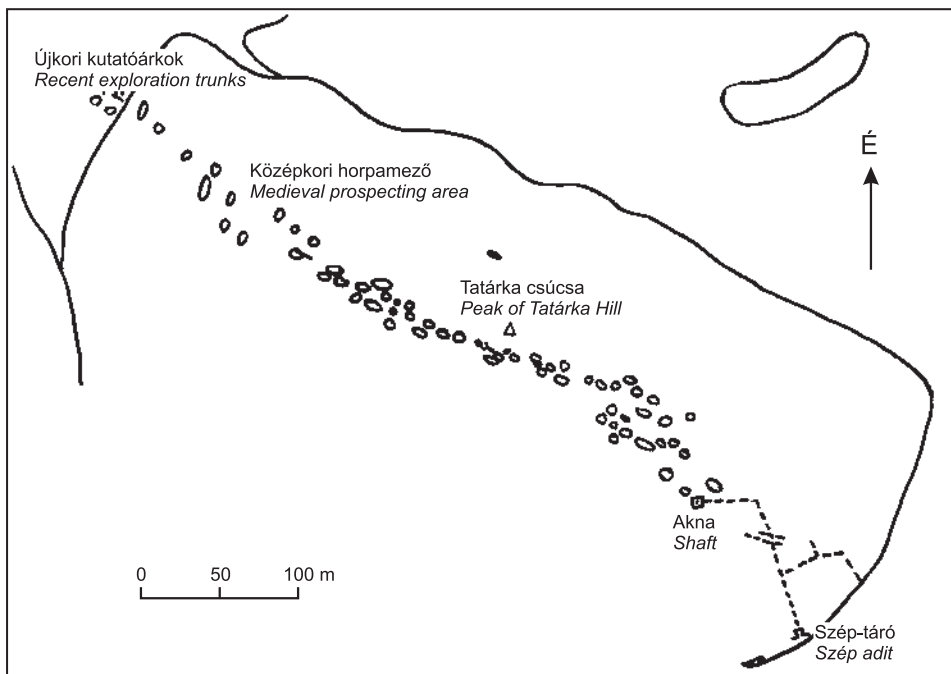 Újkori kutatóárkok
Recent exploration trunks
É
Középkori horpamező
Medieval prospecting area
Tatárka csúcsa
Peak of Tatárka Hill
Akna
Shaft
0 50 100 m
Szép-táró
Szép adit